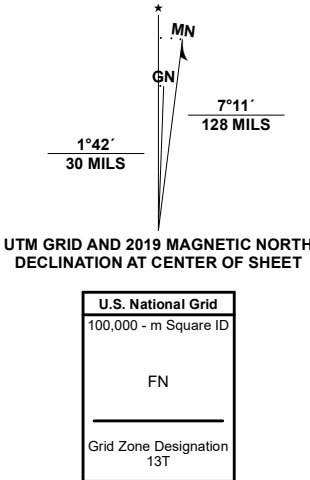 ★
MN
GN
7°11´
128 MILS
1°42´
30 MILS
UTM GRID AND 2019 MAGNETIC NORTH
DECLINATION AT CENTER OF SHEET
U.S. National Grid
100,000 - m Square ID
FN
Grid Zone Designation
13T